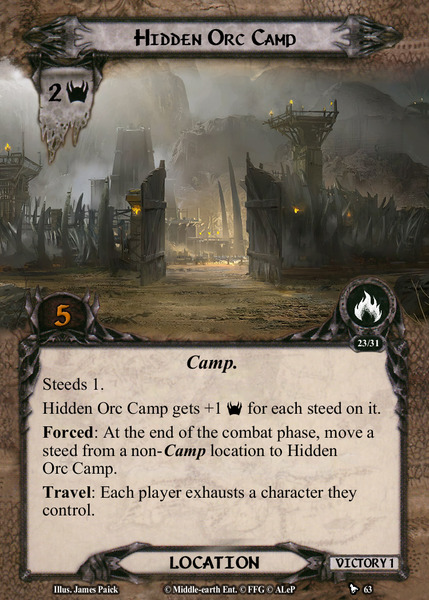 Hidden Orc Camp
2
5
23/31
Camp.
Steeds 1.
Hidden Orc Camp gets +1 for each steed on it.
Forced: At the end of the combat phase, move a
steed from a non-Camp location to Hidden
Orc Camp.
Travel: Each player exhausts a character they
control.
LOCATION
VICTORY 1
Illus. James Paick
© Middle-earth Ent. © FFG © ALeP
63